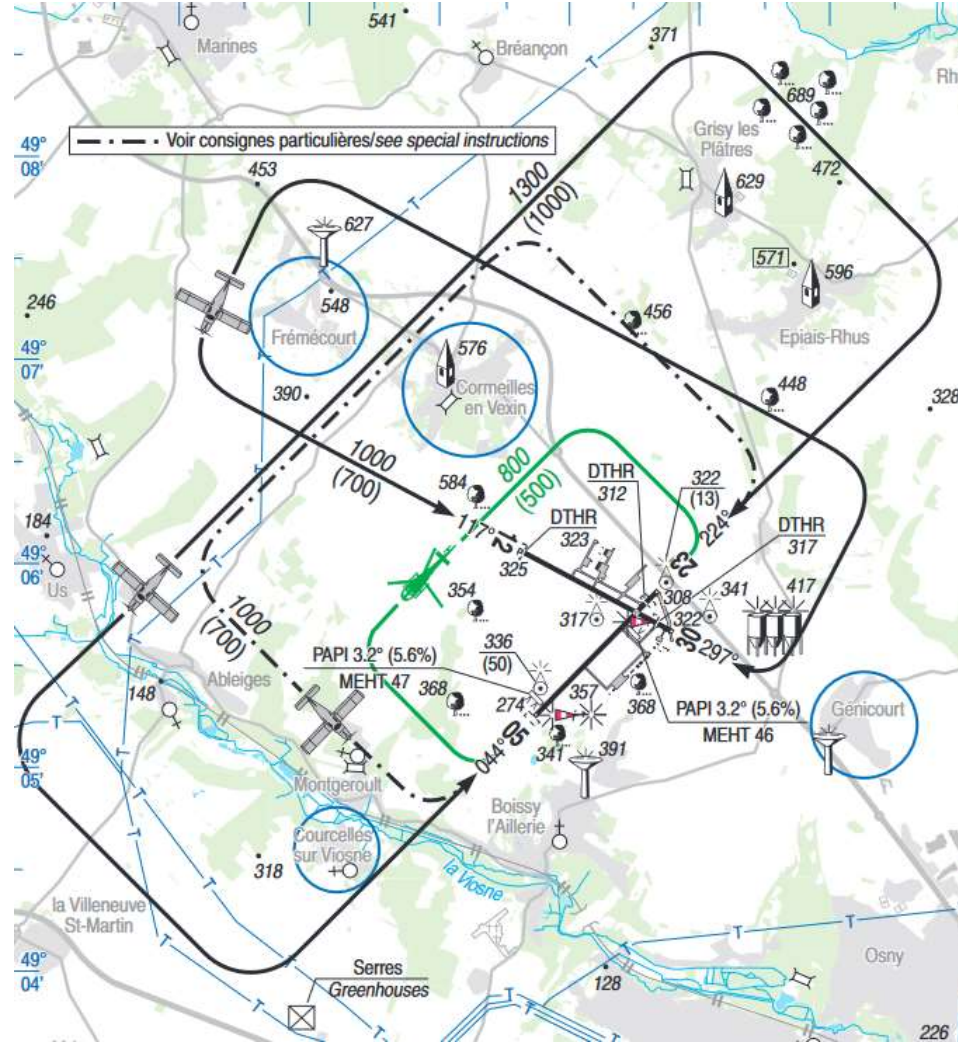 541
Marines
Bréançon
371
Rh
689
Voir consignes particulières/see special instructions
Grisy les
Plâtres
49°
08'
453
472
629
1300
(1000)
627
571
596
246
548
456
Frémécourt
Epiais-Rhus
49°
07'
576
Cormeilles
en Vexin
448
390
328
1000
(700)
800
(500)
DTHR
312
322
(13)
584
224°
184
117°
12
DTHR
323
DTHR
317
325
23
49°
06'
Us
354
308
341
417
317
322
1000
(700)
30
297°
336
(50)
PAPI 3.2° (5.6%)
MEHT 47
Ableiges
148
368
274
357
368
PAPI 3.2° (5.6%)
MEHT 46
Génicourt
05
044°
341
391
49°
05'
Montgeroult
Boissy
l'Aillerie
Courcelles
sur Viosne
318
la Viosne
la Villeneuve
St-Martin
Osny
49°
04'
Serres
Greenhouses
128
226
T
T
T
T
T
T
T
T
T
T
T